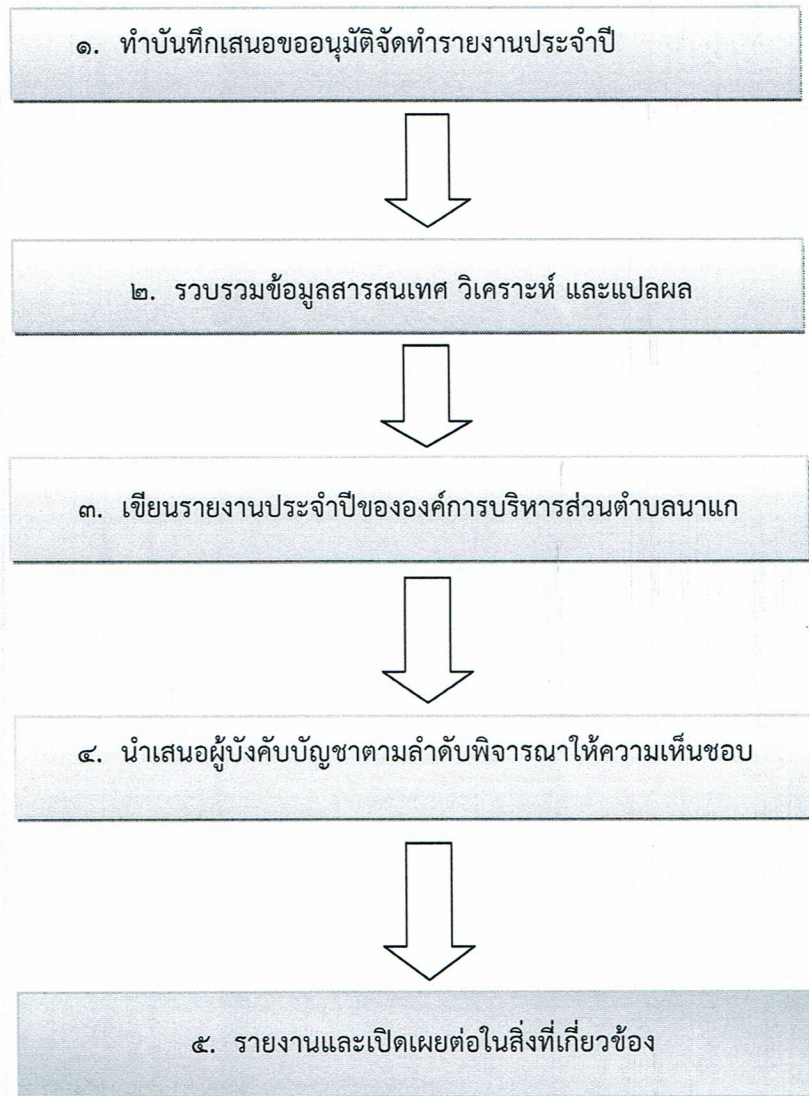 ๑. ทำบันทึกเสนอขออนุมัติจัดทำรายงานประจำปี
๒. รวบรวมข้อมูลสารสนเทศ วิเคราะห์ และแปลผล
๓. เขียนรายงานประจำปีขององค์การบริหารส่วนตำบลนาแก
๔. นำเสนอผู้บังคับบัญชาตามลำดับพิจารณาให้ความเห็นชอบ
๕. รายงานและเปิดเผยต่อในสิ่งที่เกี่ยวข้อง